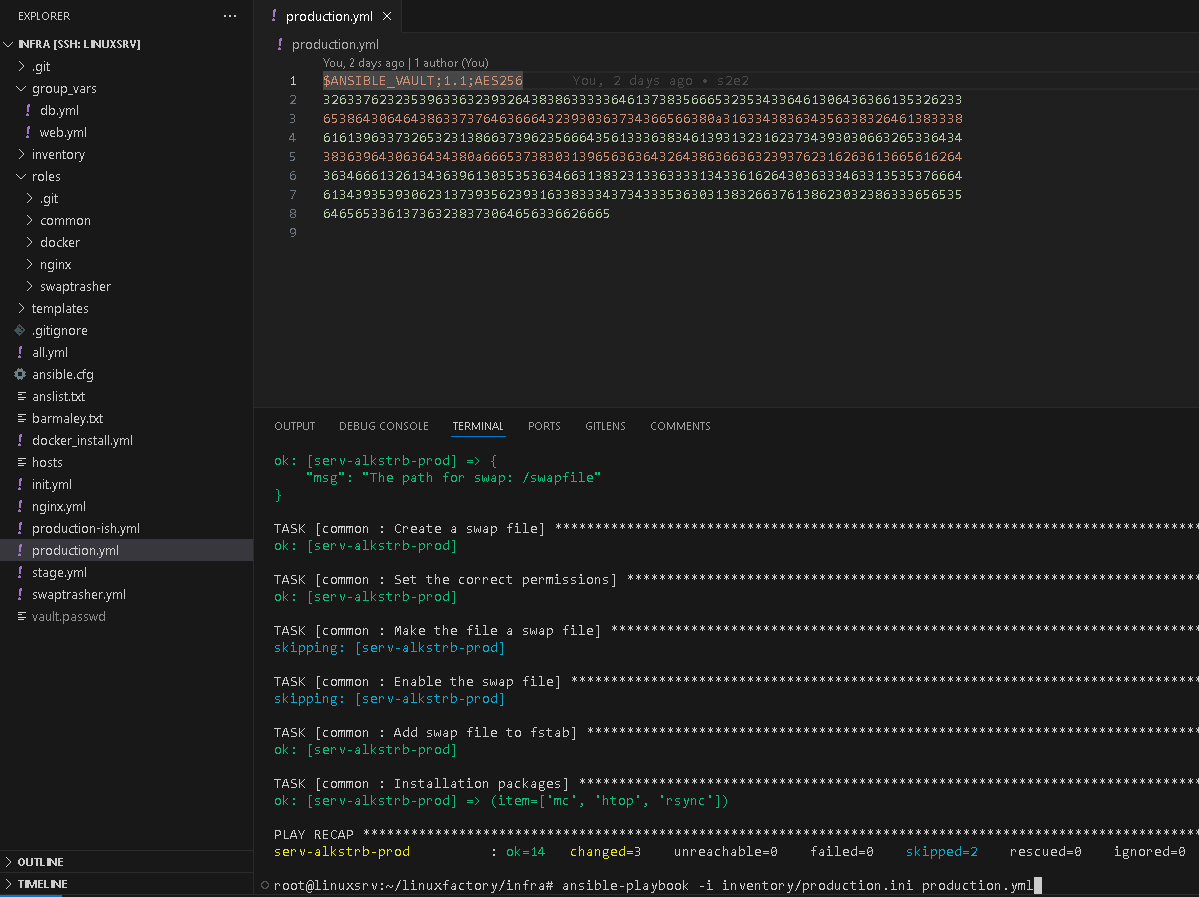 EXPLORER
INFRA [SSH: LINUXSRV]
.git
group_vars
db.yml
web.yml
inventory
roles
.git
common
docker
nginx
swaptrasher
templates
.gitignore
all.yml
ansible.cfg
anslist.txt
barmaley.txt
docker_install.yml
hosts
init.yml
nginx.yml
production-ish.yml
production.yml
stage.yml
swaptrasher.yml
vault.passwd
OUTLINE
TIMELINE
production.yml
production.yml
You, 2 days ago | 1 author (You)
1 $ANSIBLE_VAULT;1.1;AES256 You, 2 days ago • s2e2
2
3
4
5
6
7
8 646565336137363238373064656336626665
9
OUTPUT DEBUG CONSOLE TERMINAL PORTS GITLENS COMMENTS
ok: [serv-alkstrb-prod] => {
"msg": "The path for swap: /swapfile"
}
TASK [common : Create a swap file] ********************************************************************************
ok: [serv-alkstrb-prod]
TASK [common : Set the correct permissions] ***********************************************************************
ok: [serv-alkstrb-prod]
TASK [common : Make the file a swap file] *************************************************************************
skipping: [serv-alkstrb-prod]
TASK [common : Enable the swap file] ******************************************************************************
skipping: [serv-alkstrb-prod]
TASK [common : Add swap file to fstab] ****************************************************************************
ok: [serv-alkstrb-prod]
TASK [common : Installation packages] *****************************************************************************
ok: [serv-alkstrb-prod] => (item=['mc', 'htop', 'rsync'])
PLAY RECAP ********************************************************************************************************
serv-alkstrb-prod : ok=14 changed=3 unreachable=0 failed=0 skipped=2 rescued=0 ignored=0
root@linuxsrv:~/linuxfactory/infra# ansible-playbook -i inventory/production.ini production.yml